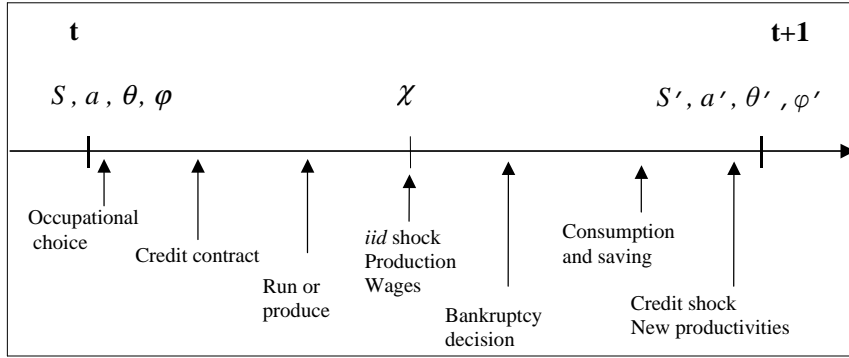 t
t+1
S, a, θ, φ
χ
S′, a′, θ′, φ′
Occupational
choice
Credit contract
Run or
produce
iid shock
Production
Wages
Bankruptcy
decision
Consumption
and saving
Credit shock
New productivities